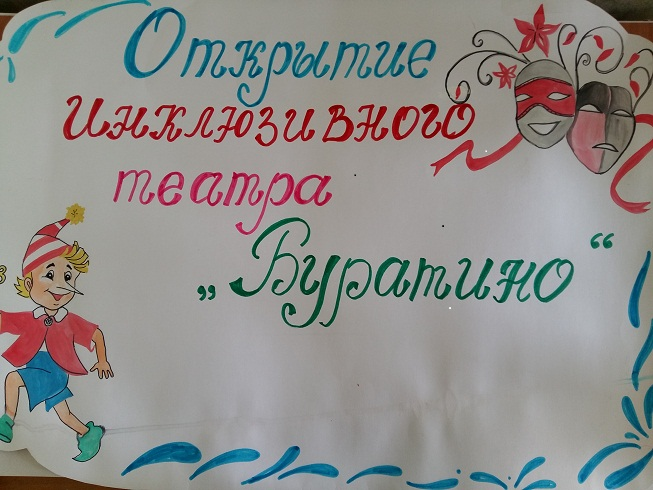 Открытие
инклюзивного
театра
„Буратино“